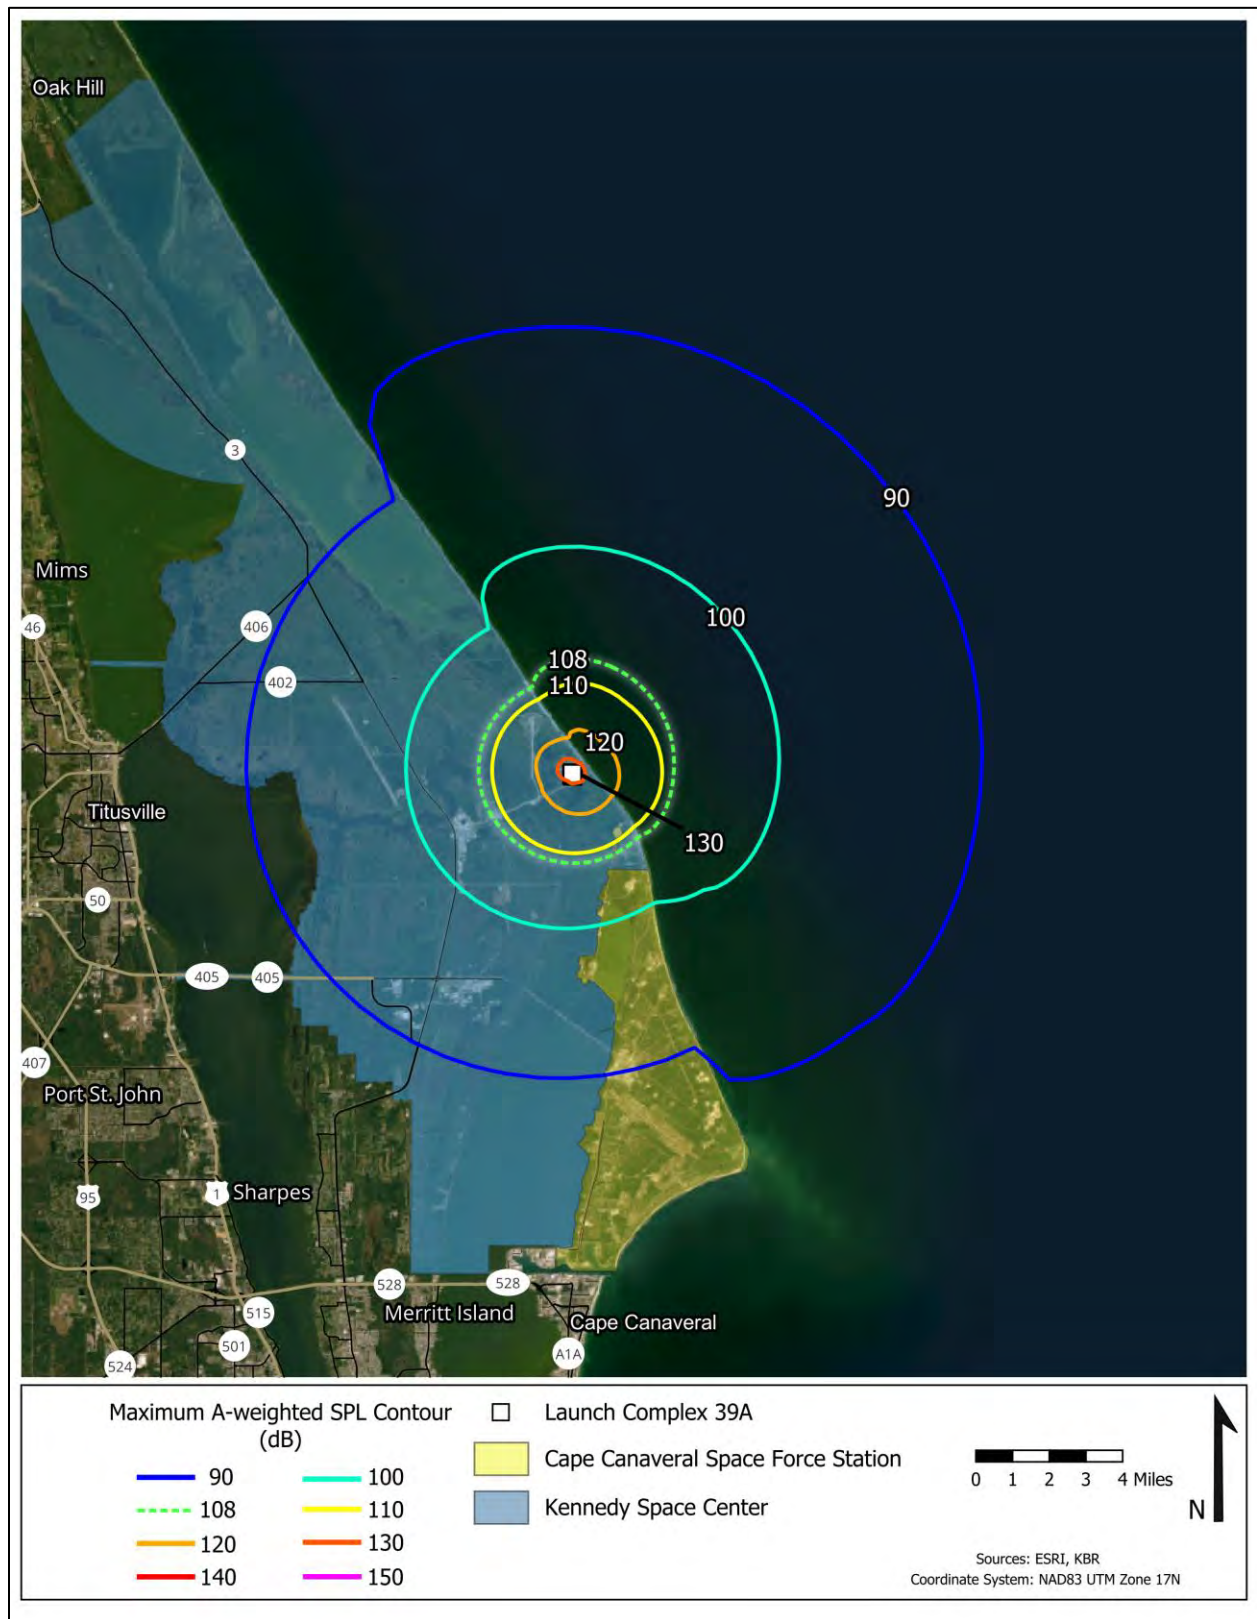 Oak Hill
3
90
Mims
46
406
100
402
108
110
120
Titusville
130
50
405
405
407
Port St. John
95
1
Sharpes
528
528
515
Merritt Island
Cape Canaveral
501
A1A
524
Maximum A-weighted SPL Contour
(dB)
90
100
108
110
120
130
140
150
Launch Complex 39A
Cape Canaveral Space Force Station
Kennedy Space Center
0 1 2 3 4 Miles
N
Sources: ESRI, KBR
Coordinate System: NAD83 UTM Zone 17N